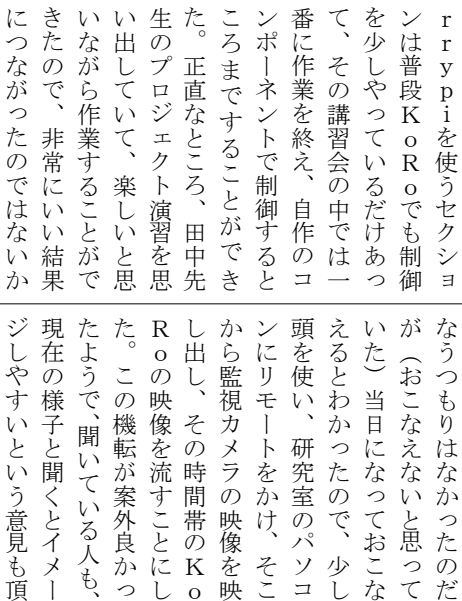 ｒｒｙｐｉを使うセクショ
ンは普段ＫｏＲｏでも制御
を少しやっているだけあっ
て、その講習会の中では一
番に作業を終え、自作のコ
ンポーネントで制御すると
ころまですることができ
た。正直なところ、田中先
生のプロジェクト演習を思
い出していて、楽しいと思
いながら作業することがで
きたので、非常にいい結果
につながったのではないか
なうつもりはなかったのだ
が（おこなえないと思って
いた）当日になっておこな
えるとわかったので、少し
頭を使い、研究室のパソコ
ンにリモートをかけ、そこ
から監視カメラの映像を映
し出し、その時間帯のＫｏ
Ｒｏの映像を流すことにし
た。この機転が案外良かっ
たようで、聞いている人も、
現在の様子と聞くとイメー
ジしやすいという意見も頂